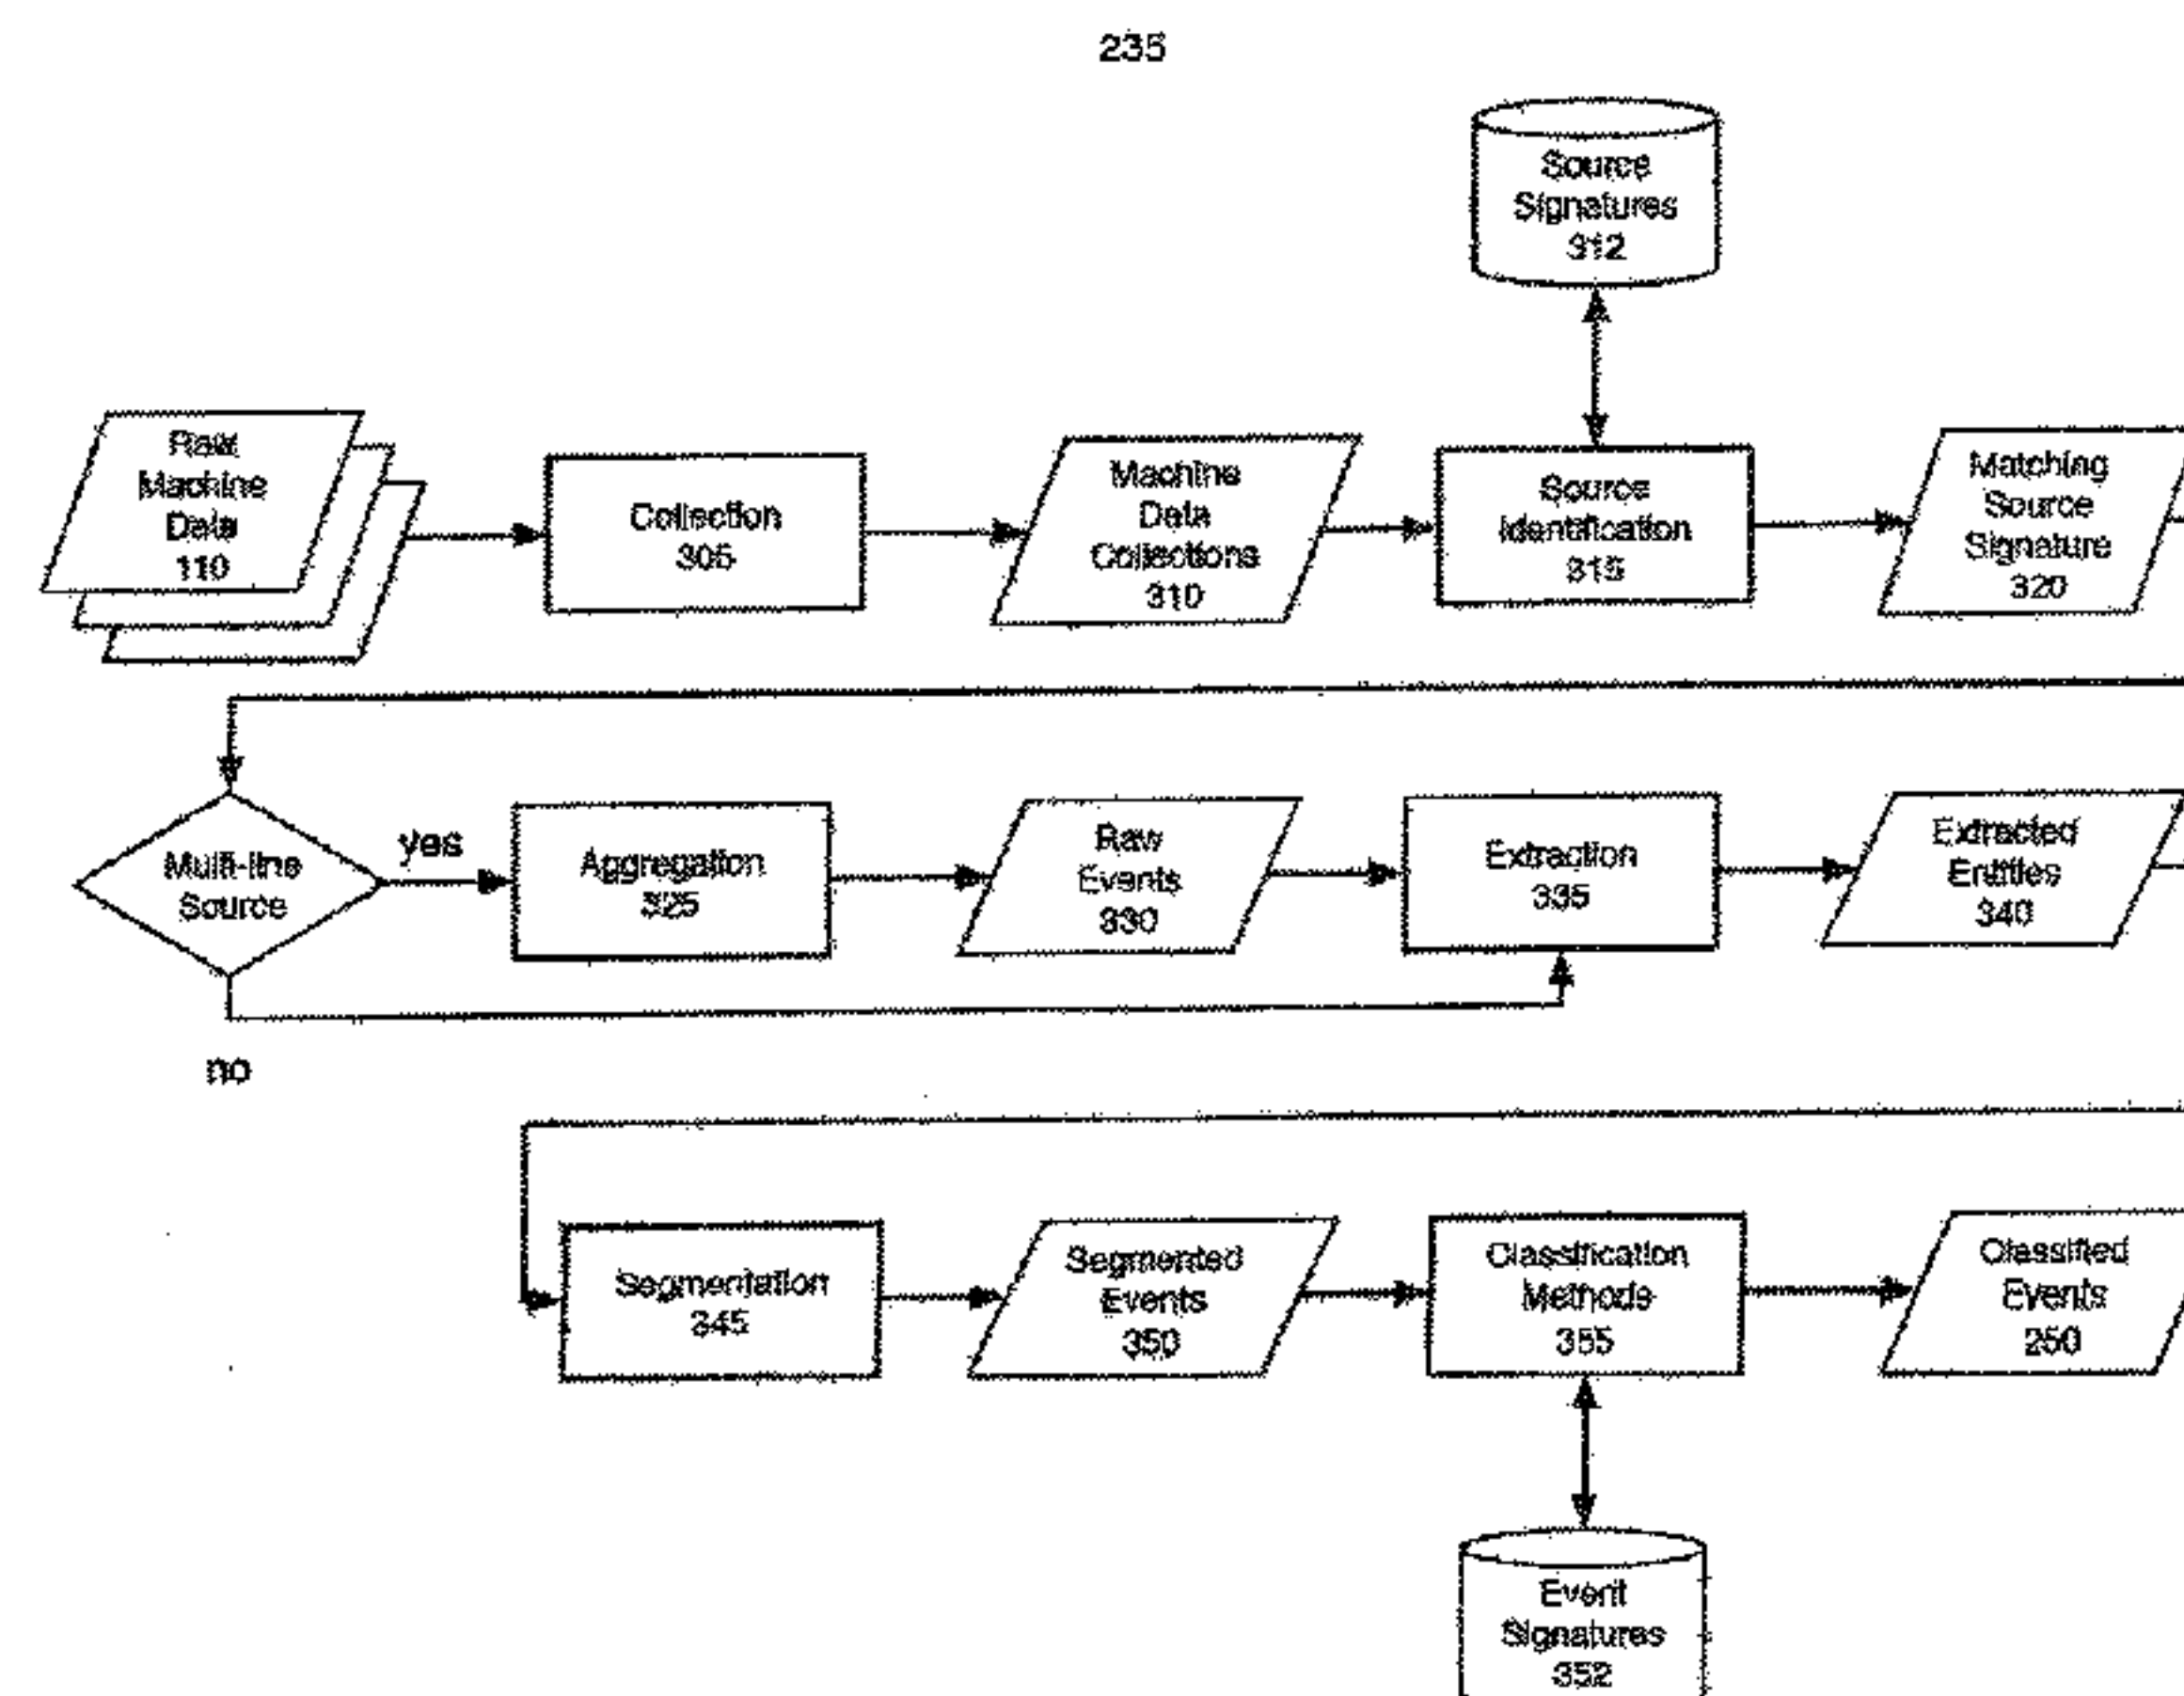 235
Source
Signatures
312
Raw
Machine
Data
110
Collection
305
Machine
Data
Collections
310
Source
Identification
315
Matching
Source
Signature
320
Multi-line
Source
yes
Aggregation
325
Raw
Events
330
Extraction
335
Extracted
Entities
340
no
Segmentation
345
Segmented
Events
350
Classification
Methods
355
Classified
Events
250
Event
Signatures
352